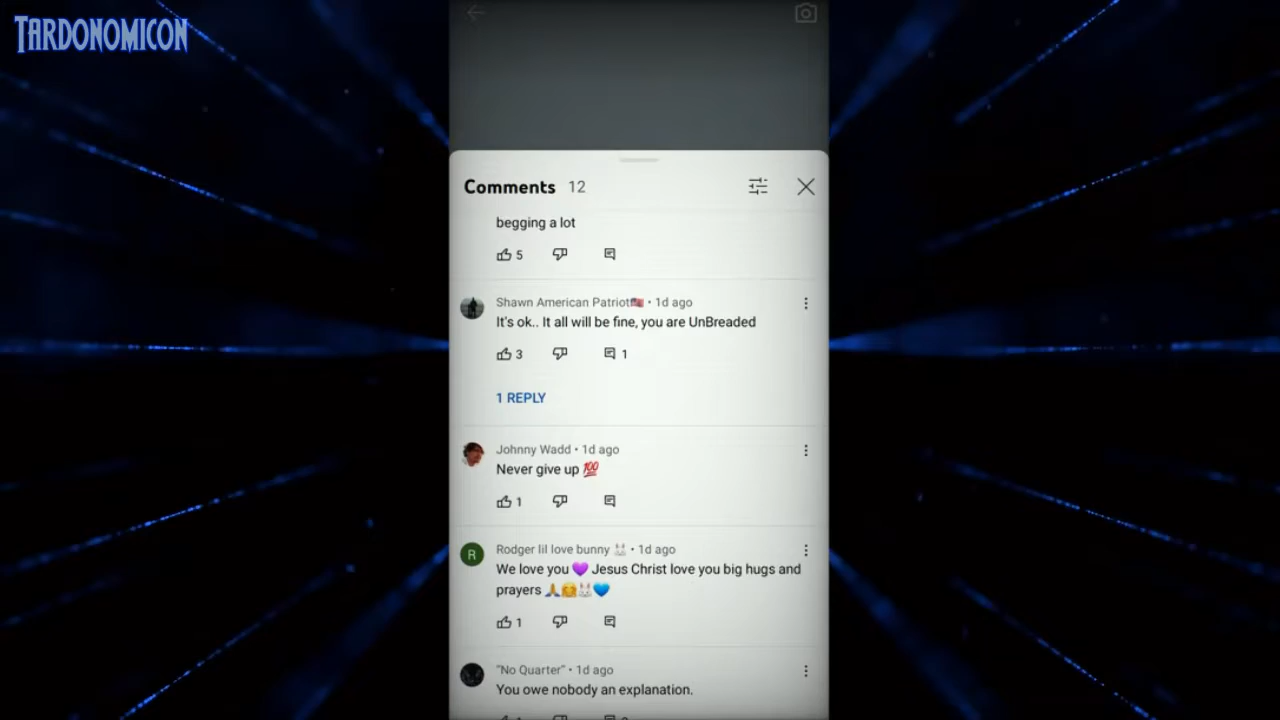 TARDONOMICON
Comments 12
begging a lot
5
Shawn American Patriot🇺🇸 • 1d ago
It's ok.. It all will be fine, you are UnBreaded
3 1
1 REPLY
Johnny Wadd • 1d ago
Never give up 💯
1
R
Rodger lil love bunny 🐰 • 1d ago
We love you 💜 Jesus Christ love you big hugs and
prayers 🙏🤗🐰💙
1
"No Quarter" • 1d ago
You owe nobody an explanation.